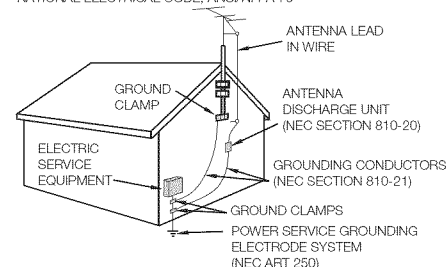 ANTENNA LEAD
IN WIRE
GROUND
CLAMP
ANTENNA
DISCHARGE UNIT
(NEC SECTION 810-20)
ELECTRIC
SERVICE
EQUIPMENT
GROUNDING CONDUCTORS
(NEC SECTION 810-21)
GROUND CLAMPS
POWER SERVICE GROUNDING
ELECTRODE SYSTEM
(NEC ART 250)